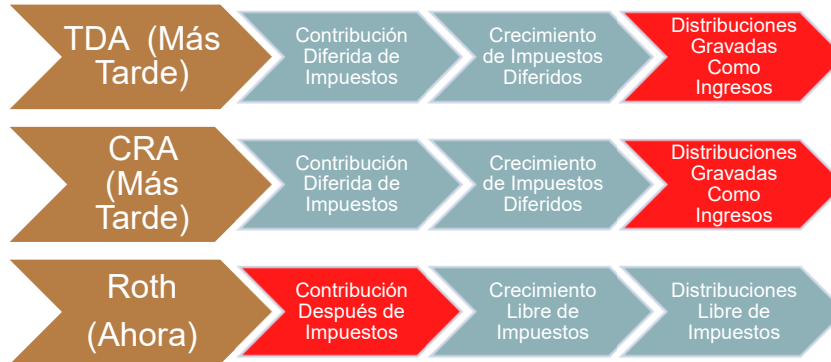 TDA (Más
Tarde)
Contribución
Diferida de
Impuestos
Crecimiento
de Impuestos
Diferidos
Distribuciones
Gravadas
Como
Ingresos
CRA
(Más
Tarde)
Contribución
Diferida de
Impuestos
Crecimiento
de Impuestos
Diferidos
Distribuciones
Gravadas
Como
Ingresos
Roth
(Ahora)
Contribución
Después de
Impuestos
Crecimiento
Libre de
Impuestos
Distribuciones
Libre de
Impuestos